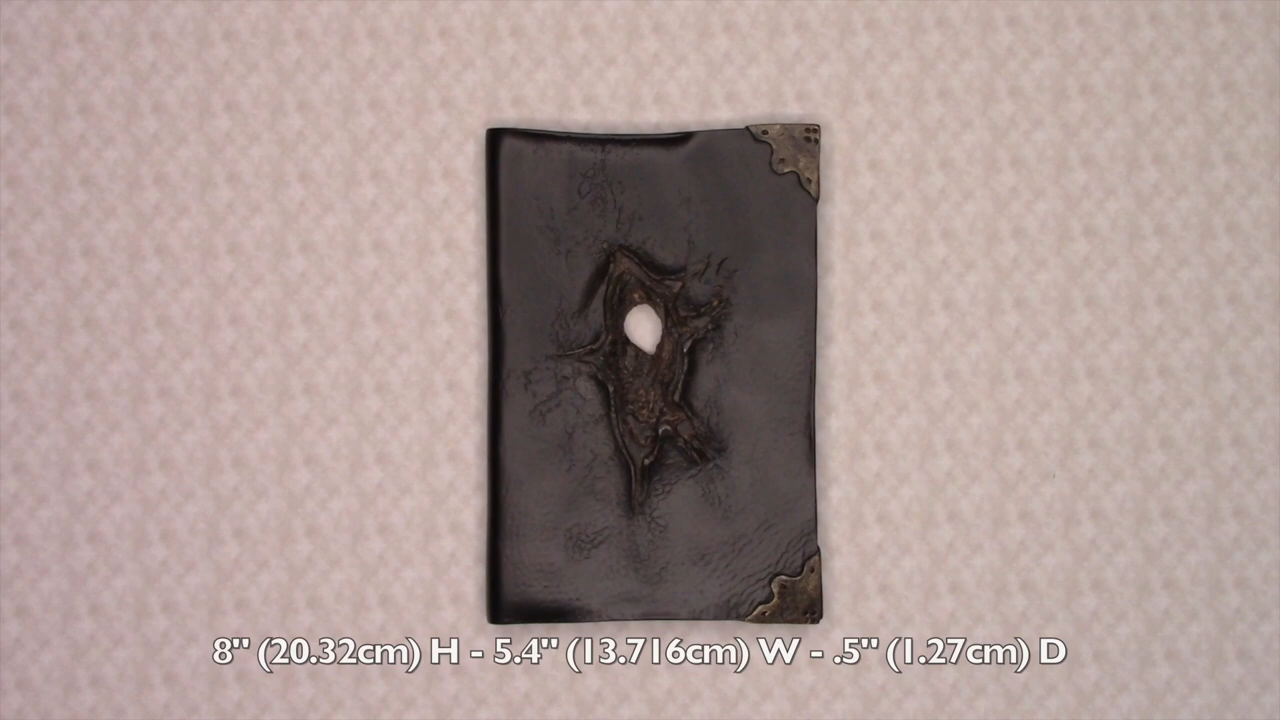 8" (20.32cm) H - 5.4" (13.716cm) W - .5" (1.27cm) D